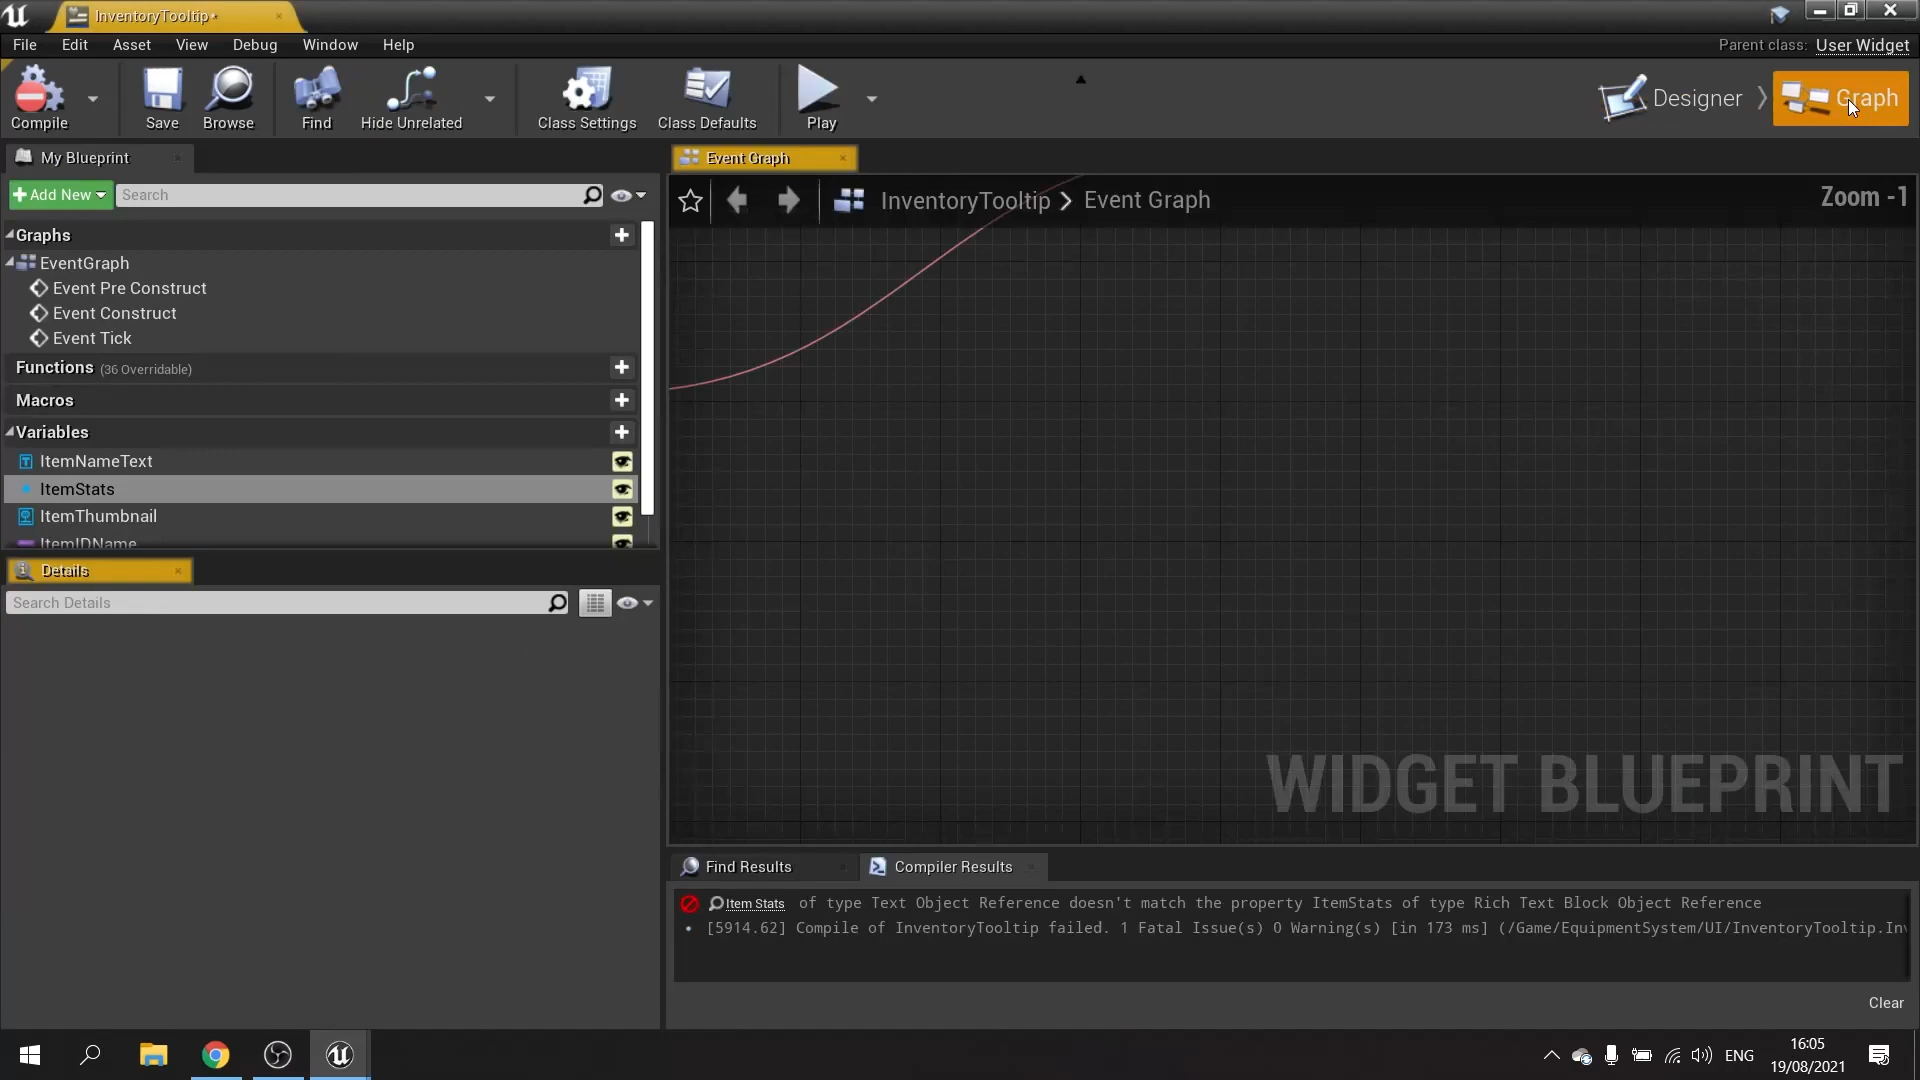 InventoryTooltip*
File Edit Asset View Debug Window Help
Parent class: User Widget
Compile Save Browse Find Hide Unrelated Class Settings Class Defaults Play
Designer Graph
My Blueprint
Event Graph
Add New Search
InventoryTooltip > Event Graph
Zoom -1
Graphs
EventGraph
Event Pre Construct
Event Construct
Event Tick
Functions (36 Overridable)
Macros
Variables
ItemNameText
ItemStats
ItemThumbnail
ItemIDName
Details
Search Details
WIDGET BLUEPRINT
Find Results Compiler Results
Item Stats of type Text Object Reference doesn't match the property ItemStats of type Rich Text Block Object Reference
[5914.62] Compile of InventoryTooltip failed. 1 Fatal Issue(s) 0 Warning(s) [in 173 ms] (/Game/EquipmentSystem/UI/InventoryTooltip.Inv
Clear
ENG
16:05
19/08/2021